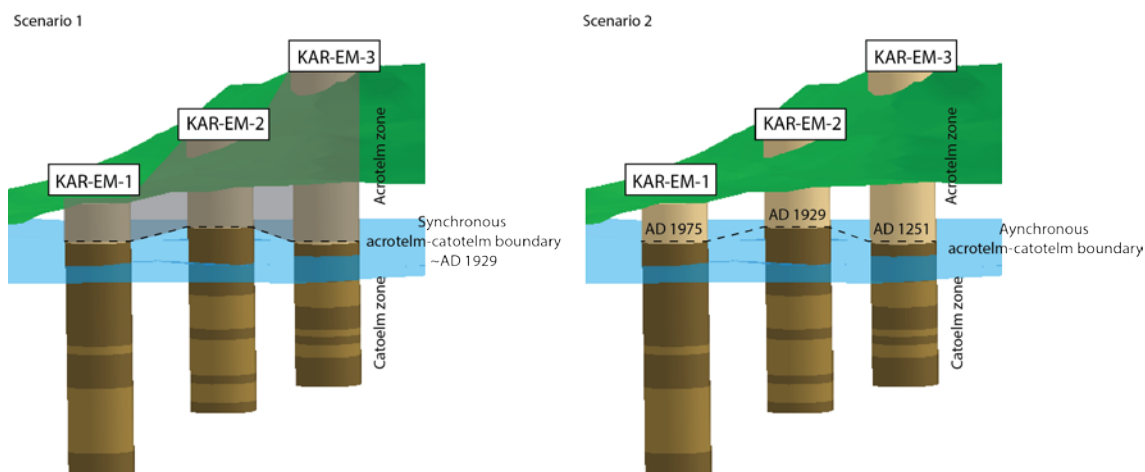 Scenario 1
KAR-EM-3
KAR-EM-2
KAR-EM-1
Acrotelm zone
Synchronous
acrotelm-catotelm boundary
~AD 1929
Catoelm zone
Scenario 2
KAR-EM-3
KAR-EM-2
KAR-EM-1
Acrotelm zone
AD 1975
AD 1929
AD 1251
Aynchronous
acrotelm-catotelm boundary
Catoelm zone